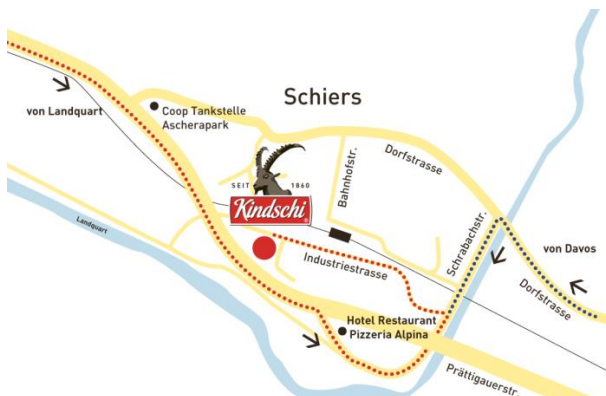 Schiers
Coop Tankstelle
Ascherapark
von Landquart
Dorfstrasse
Bahnhofstr.
SEIT 1860
Kindschi
Landquart
Schrabachstr.
von Davos
Industriestrasse
Dorfstrasse
Hotel Restaurant
Pizzeria Alpina
Prättigauerstr.